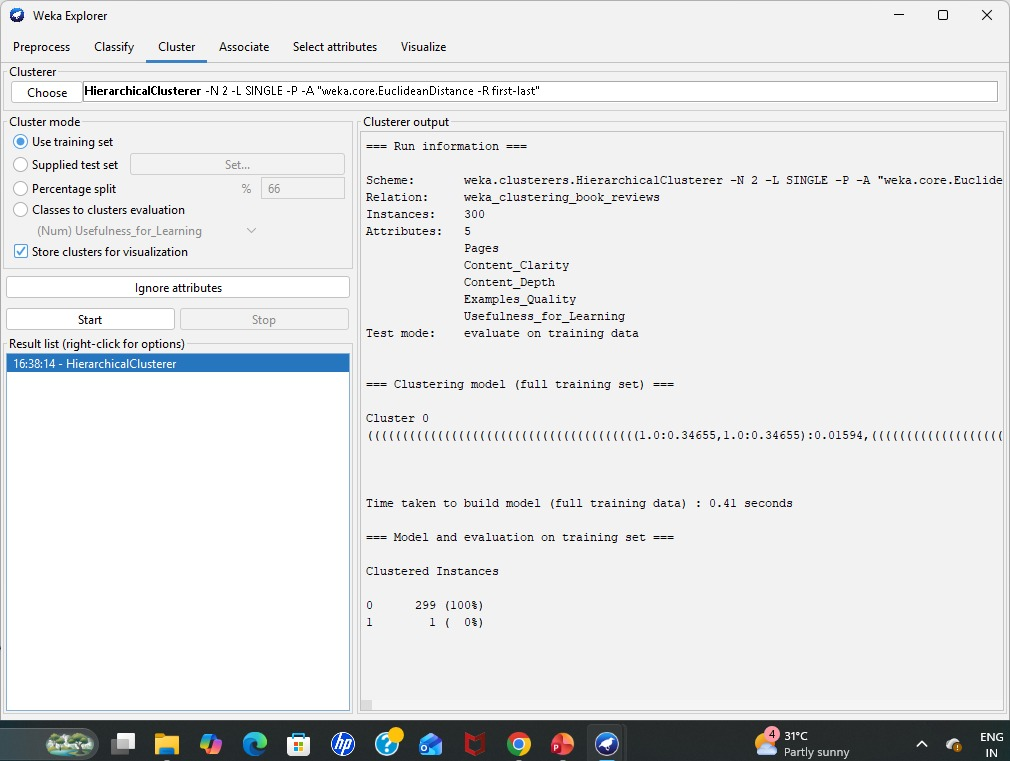 Weka Explorer
Preprocess Classify Cluster Associate Select attributes Visualize
Clusterer
Choose HierarchicalClusterer -N 2 -L SINGLE -P -A "weka.core.EuclideanDistance -R first-last"
Cluster mode
Use training set
Supplied test set Set...
Percentage split % 66
Classes to clusters evaluation
(Num) Usefulness_for_Learning
Store clusters for visualization
Ignore attributes
Start Stop
Result list (right-click for options)
16:38:14 - HierarchicalClusterer
Clusterer output
=== Run information ===
Scheme: weka.clusterers.HierarchicalClusterer -N 2 -L SINGLE -P -A "weka.core.Euclide
Relation: weka_clustering_book_reviews
Instances: 300
Attributes: 5
Pages
Content_Clarity
Content_Depth
Examples_Quality
Usefulness_for_Learning
Test mode: evaluate on training data
=== Clustering model (full training set) ===
Cluster 0
((((((((((((((((((((((((((((((((((((((1.0:0.34655,1.0:0.34655):0.01594,(((((((((((((((((((
Time taken to build model (full training data) : 0.41 seconds
=== Model and evaluation on training set ===
Clustered Instances
0 299 (100%)
1 1 ( 0%)
hp
?
P
4
31°C
Partly sunny
ENG
IN